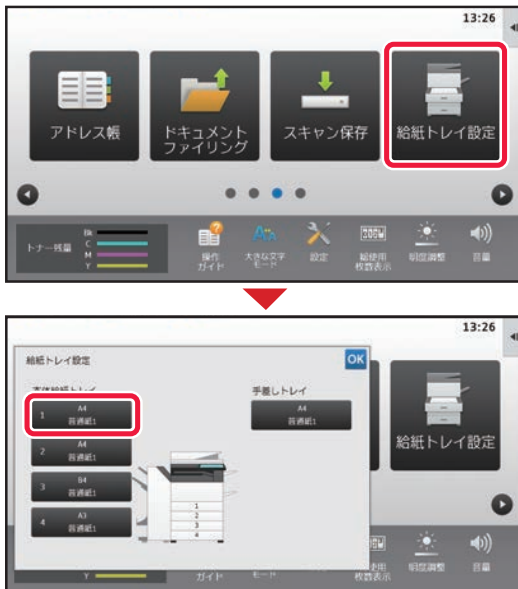 13:26
アドレス帳
ドキュメント
ファイリング
スキャン保存
給紙トレイ設定
トナー残量
Bk
C
M
Y
操作
ガイド
大きな文字
モード
設定
総使用
枚数表示
明度調整
音量
13:26
給紙トレイ設定
OK
本体給紙トレイ
手差しトレイ
1
A4
普通紙1
A4
普通紙1
2
A4
普通紙1
3
B4
普通紙1
4
A3
普通紙1
1
2
3
4
給紙トレイ設定
Y
ガイド
モード
枚数表示
明度調整
音量